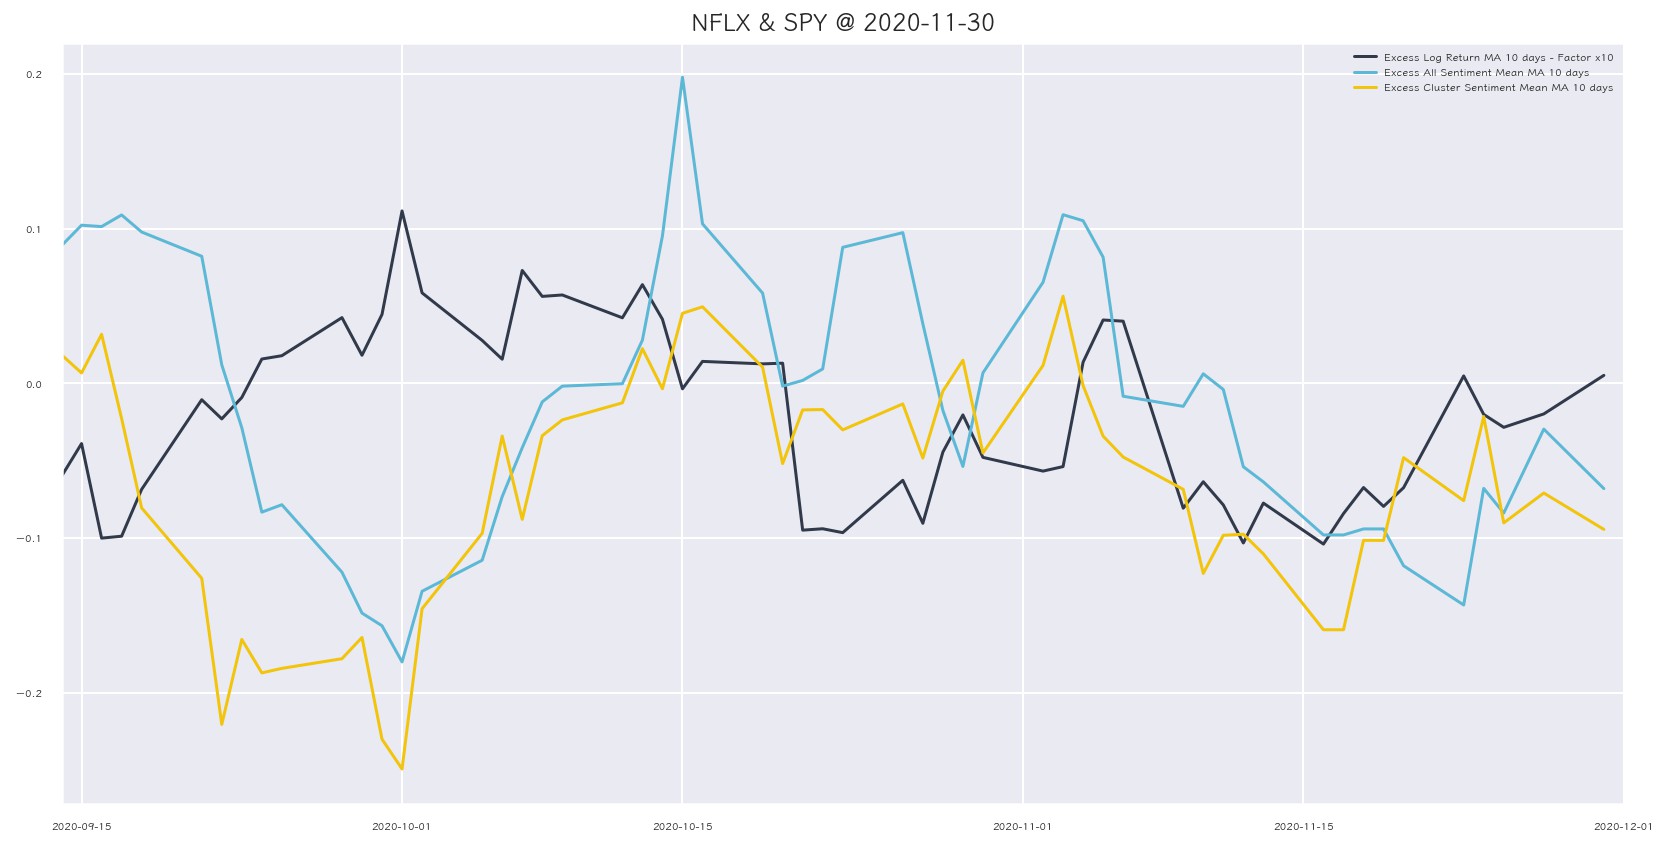 NFLX & SPY @ 2020-11-30
Excess Log Return MA 10 days - Factor x10
Excess All Sentiment Mean MA 10 days
Excess Cluster Sentiment Mean MA 10 days
0.2
0.1
0.0
−0.1
−0.2
2020-09-15 2020-10-01 2020-10-15 2020-11-01 2020-11-15 2020-12-01